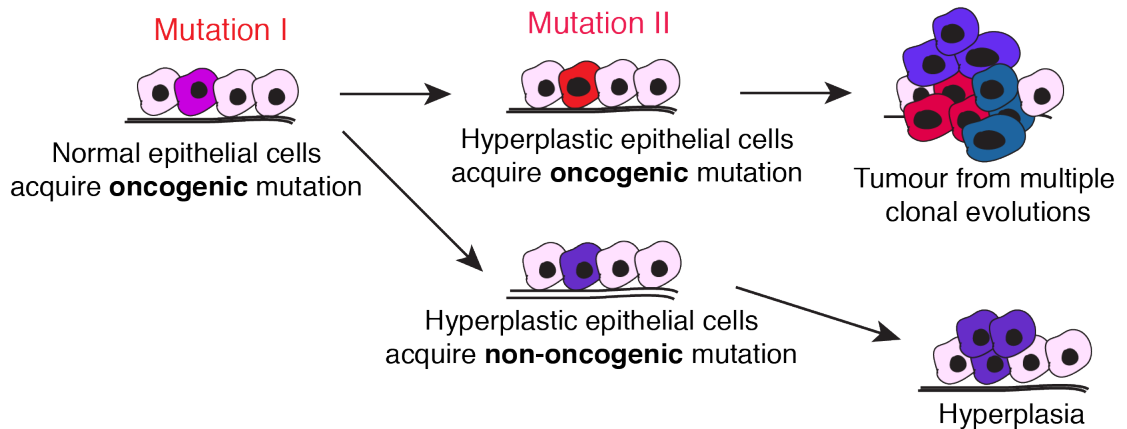 Mutation I
Normal epithelial cells
acquire oncogenic mutation
Mutation II
Hyperplastic epithelial cells
acquire oncogenic mutation
Tumour from multiple
clonal evolutions
Hyperplastic epithelial cells
acquire non-oncogenic mutation
Hyperplasia